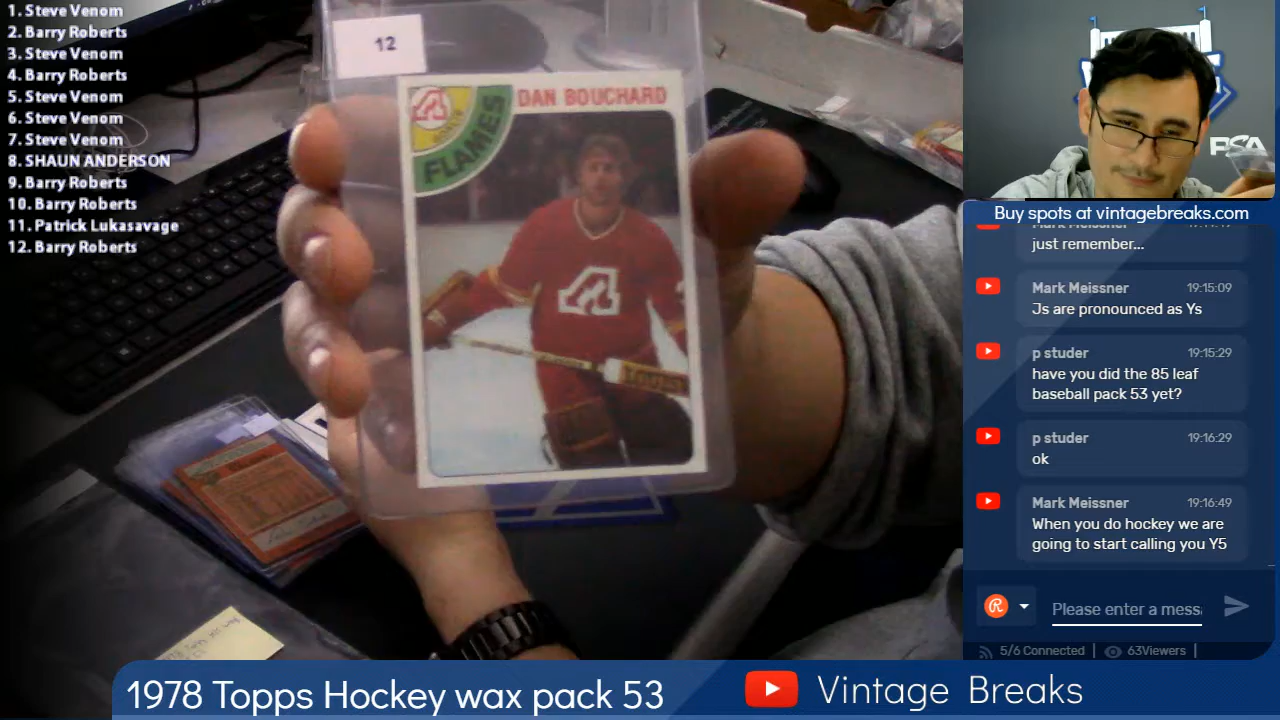 1. Steve Venom
2. Barry Roberts
3. Steve Venom
4. Barry Roberts
5. Steve Venom
6. Steve Venom
7. Steve Venom
8. SHAUN ANDERSON
9. Barry Roberts
10. Barry Roberts
11. Patrick Lukasavage
12. Barry Roberts
12
DAN BOUCHARD
FLAMES
PSA
Buy spots at vintagebreaks.com
Mark Meissner
just remember...
Mark Meissner 19:15:09
Js are pronounced as Ys
p studer 19:15:29
have you did the 85 leaf
baseball pack 53 yet?
p studer 19:16:29
ok
Mark Meissner 19:16:49
When you do hockey we are
going to start calling you Y5
Please enter a mess
5/6 Connected | 63Viewers |
1978 Topps Hockey wax pack 53
Vintage Breaks